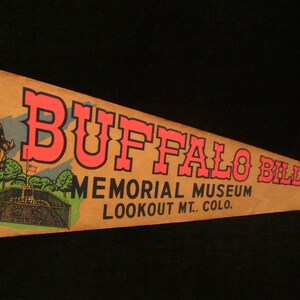 BUFFALO BILL
MEMORIAL MUSEUM
LOOKOUT MT., COLO.